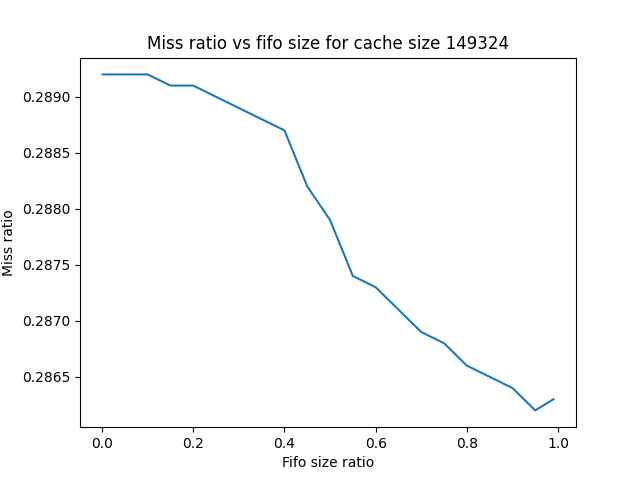 Miss ratio vs fifo size for cache size 149324
0.2890
0.2885
0.2880
0.2875
0.2870
0.2865
Miss ratio
0.0 0.2 0.4 0.6 0.8 1.0
Fifo size ratio